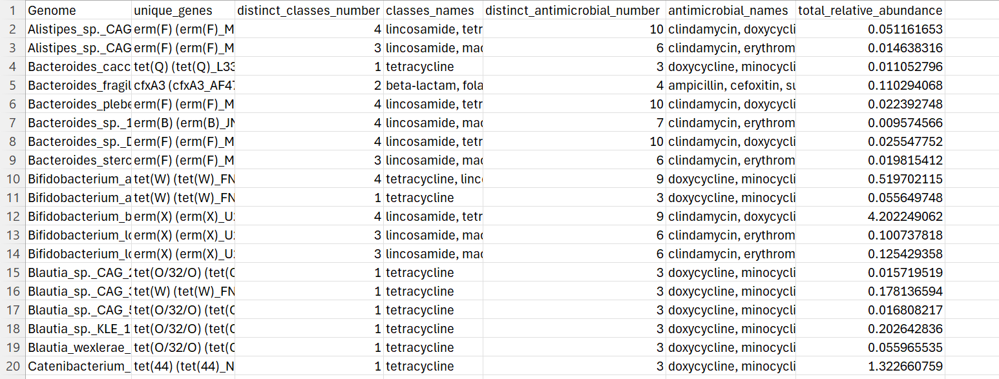 1 Genome unique_genes distinct_classes_number classes_names distinct_antimicrobial_number antimicrobial_names total_relative_abundance
2 Alistipes_sp._CAG erm(F) (erm(F)_M 4 lincosamide, tetr 10 clindamycin, doxycycli 0.051161653
3 Alistipes_sp._CAG erm(F) (erm(F)_M 3 lincosamide, mac 6 clindamycin, erythrom 0.014638316
4 Bacteroides_cacc tet(Q) (tet(Q)_L33 1 tetracycline 3 doxycycline, minocycli 0.011052796
5 Bacteroides_fragil cfxA3 (cfxA3_AF47 2 beta-lactam, fola 4 ampicillin, cefoxitin, su 0.110294068
6 Bacteroides_plebe erm(F) (erm(F)_M 4 lincosamide, tetr 10 clindamycin, doxycycli 0.022392748
7 Bacteroides_sp._1 erm(B) (erm(B)_JN 4 lincosamide, mac 7 clindamycin, erythrom 0.009574566
8 Bacteroides_sp._D erm(F) (erm(F)_M 4 lincosamide, tetr 10 clindamycin, doxycycli 0.025547752
9 Bacteroides_sterc erm(F) (erm(F)_M 3 lincosamide, mac 6 clindamycin, erythrom 0.019815412
10 Bifidobacterium_a tet(W) (tet(W)_FN 4 tetracycline, linc 9 doxycycline, minocycli 0.519702115
11 Bifidobacterium_a tet(W) (tet(W)_FN 1 tetracycline 3 doxycycline, minocycli 0.055649748
12 Bifidobacterium_b erm(X) (erm(X)_U 4 lincosamide, tetr 9 clindamycin, doxycycli 4.202249062
13 Bifidobacterium_lo erm(X) (erm(X)_U 3 lincosamide, mac 6 clindamycin, erythrom 0.100737818
14 Bifidobacterium_lo erm(X) (erm(X)_U 3 lincosamide, mac 6 clindamycin, erythrom 0.125429358
15 Blautia_sp._CAG_2 tet(O/32/O) (tet(O 1 tetracycline 3 doxycycline, minocycli 0.015719519
16 Blautia_sp._CAG_3 tet(W) (tet(W)_FN 1 tetracycline 3 doxycycline, minocycli 0.178136594
17 Blautia_sp._CAG_5 tet(O/32/O) (tet(O 1 tetracycline 3 doxycycline, minocycli 0.016808217
18 Blautia_sp._KLE_1 tet(O/32/O) (tet(O 1 tetracycline 3 doxycycline, minocycli 0.202642836
19 Blautia_wexlerae_ tet(O/32/O) (tet(O 1 tetracycline 3 doxycycline, minocycli 0.055965535
20 Catenibacterium_ tet(44) (tet(44)_N 1 tetracycline 3 doxycycline, minocycli 1.322660759